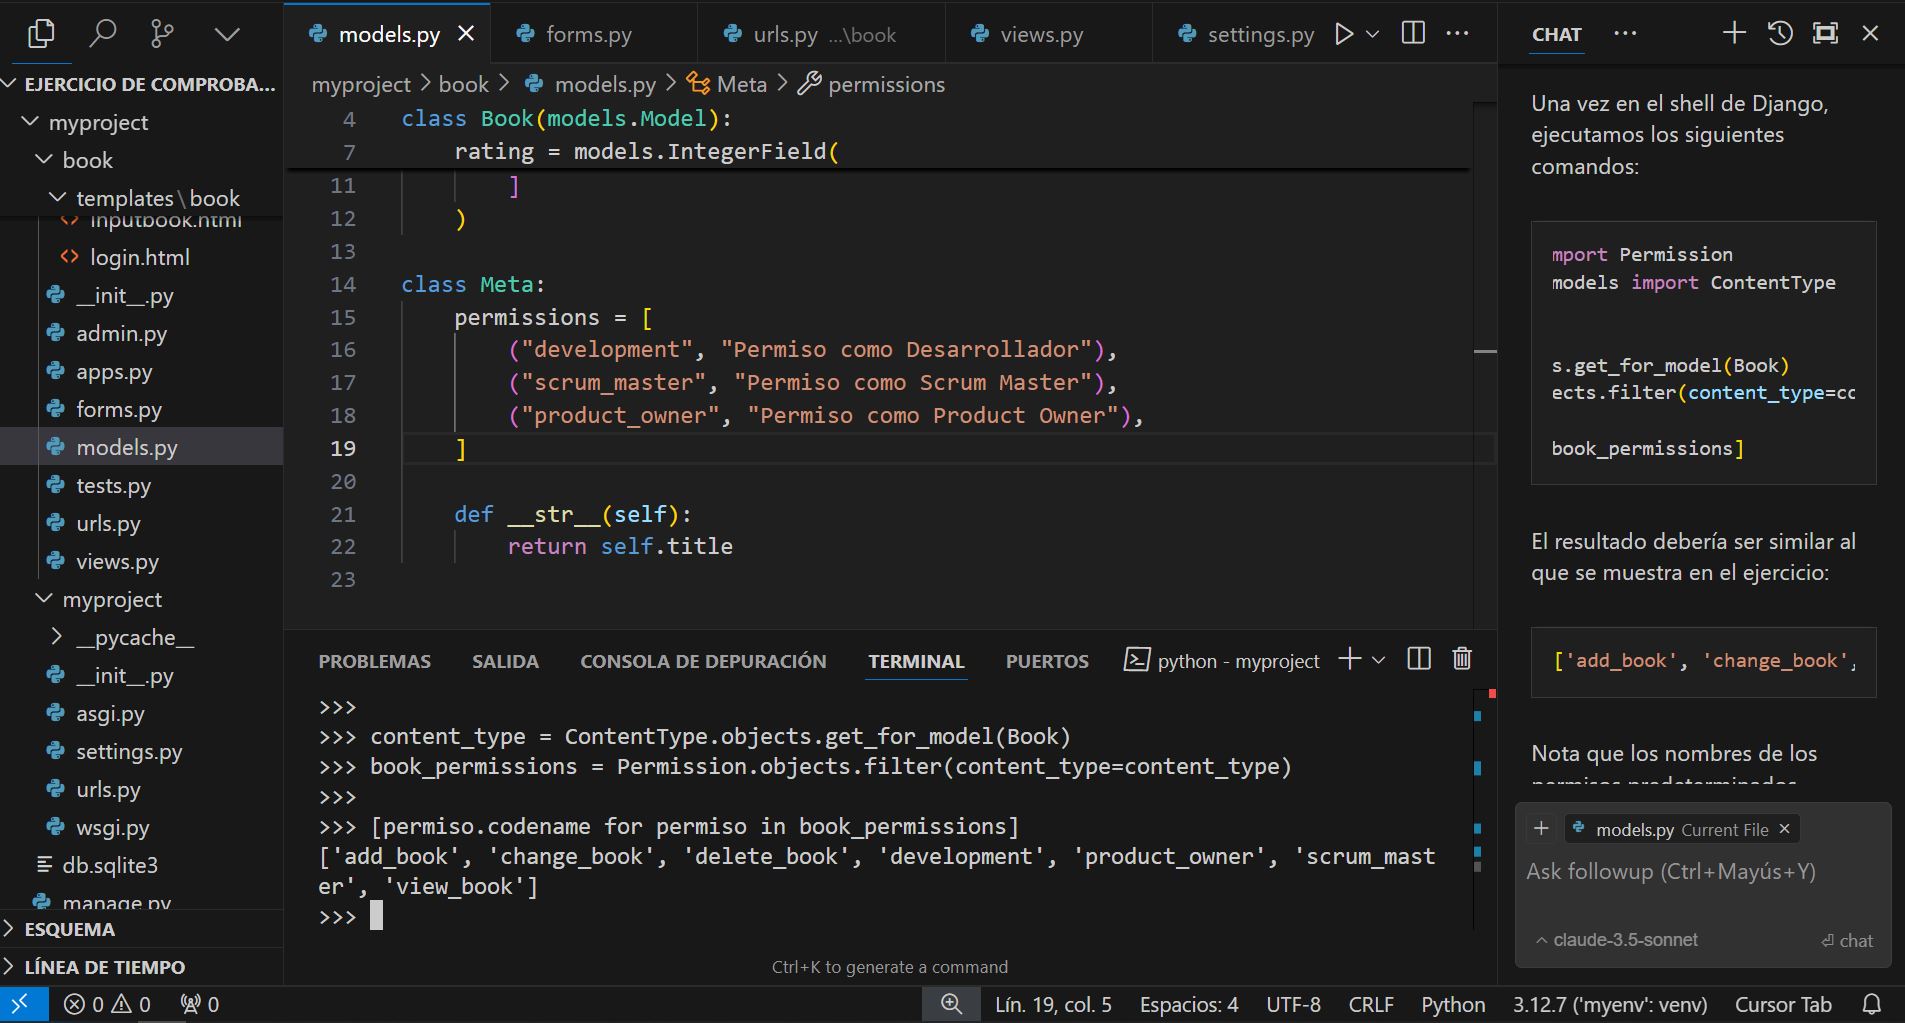 models.py
forms.py
urls.py ...\book
views.py
settings.py
CHAT
EJERCICIO DE COMPROBA...
myproject
book
templates\book
inputbook.html
login.html
__init__.py
admin.py
apps.py
forms.py
models.py
tests.py
urls.py
views.py
myproject
__pycache__
__init__.py
asgi.py
settings.py
urls.py
wsgi.py
db.sqlite3
manage.py
ESQUEMA
LÍNEA DE TIEMPO
myproject > book > models.py > Meta > permissions
4 class Book(models.Model):
7 rating = models.IntegerField(
11 ]
12 )
13
14 class Meta:
15 permissions = [
16 ("development", "Permiso como Desarrollador"),
17 ("scrum_master", "Permiso como Scrum Master"),
18 ("product_owner", "Permiso como Product Owner"),
19 ]
20
21 def __str__(self):
22 return self.title
23
PROBLEMAS SALIDA CONSOLA DE DEPURACIÓN TERMINAL PUERTOS python - myproject
>>>
>>> content_type = ContentType.objects.get_for_model(Book)
>>> book_permissions = Permission.objects.filter(content_type=content_type)
>>>
>>> [permiso.codename for permiso in book_permissions]
['add_book', 'change_book', 'delete_book', 'development', 'product_owner', 'scrum_mast
er', 'view_book']
>>>
Ctrl+K to generate a command
Una vez en el shell de Django,
ejecutamos los siguientes
comandos:
mport Permission
models import ContentType
s.get_for_model(Book)
ects.filter(content_type=cc
book_permissions]
El resultado debería ser similar al
que se muestra en el ejercicio:
['add_book', 'change_book',
Nota que los nombres de los
permisos predeterminados
models.py Current File
Ask followup (Ctrl+Mayús+Y)
claude-3.5-sonnet
chat
0 0 0
Lín. 19, col. 5 Espacios: 4 UTF-8 CRLF Python 3.12.7 ('myenv': venv) Cursor Tab